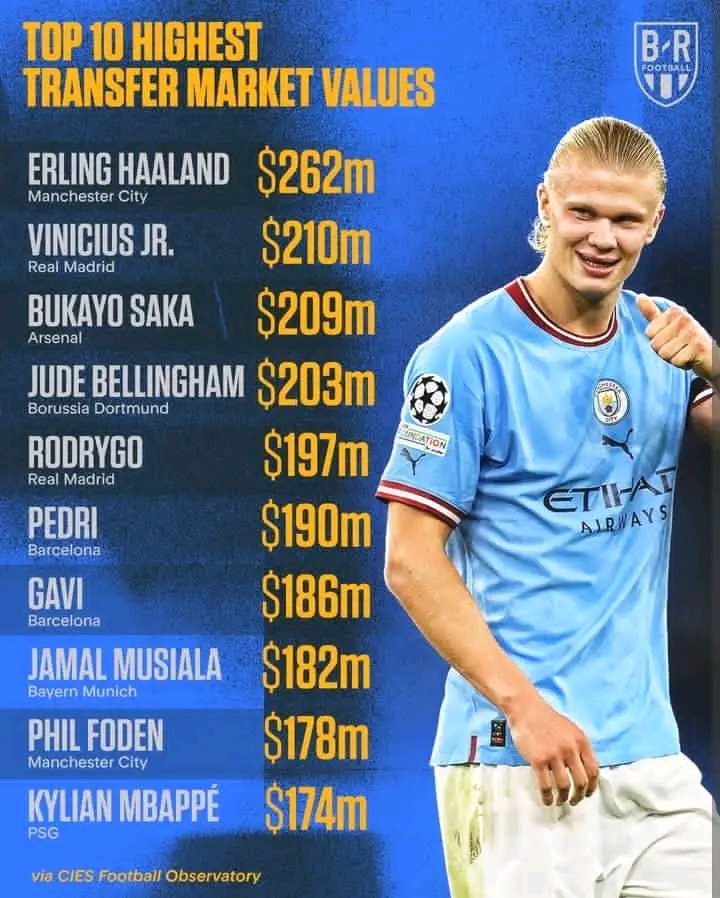 TOP 10 HIGHEST
TRANSFER MARKET VALUES
B-R
FOOTBALL
ERLING HAALAND $262m
Manchester City
VINICIUS JR. $210m
Real Madrid
BUKAYO SAKA $209m
Arsenal
JUDE BELLINGHAM $203m
Borussia Dortmund
RODRYGO $197m
Real Madrid
PEDRI $190m
Barcelona
GAVI $186m
Barcelona
JAMAL MUSIALA $182m
Bayern Munich
PHIL FODEN $178m
Manchester City
KYLIAN MBAPPÉ $174m
PSG
via CIES Football Observatory
CITY
ETIHAD
AIRWAYS